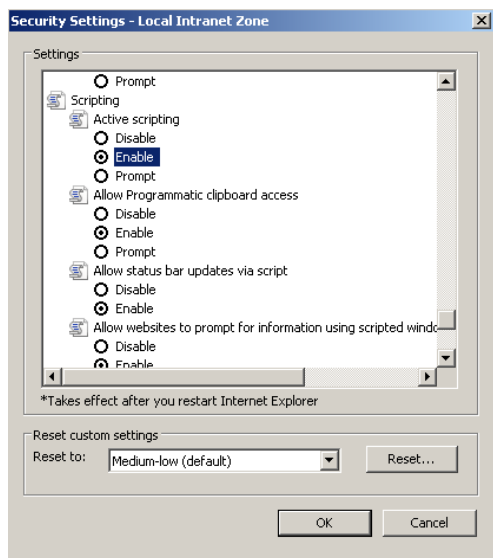 Security Settings - Local Intranet Zone
Settings
Prompt
Scripting
Active scripting
Disable
Enable
Prompt
Allow Programmatic clipboard access
Disable
Enable
Prompt
Allow status bar updates via script
Disable
Enable
Allow websites to prompt for information using scripted windo
Disable
Enable
*Takes effect after you restart Internet Explorer
Reset custom settings
Reset to: Medium-low (default) Reset...
OK Cancel